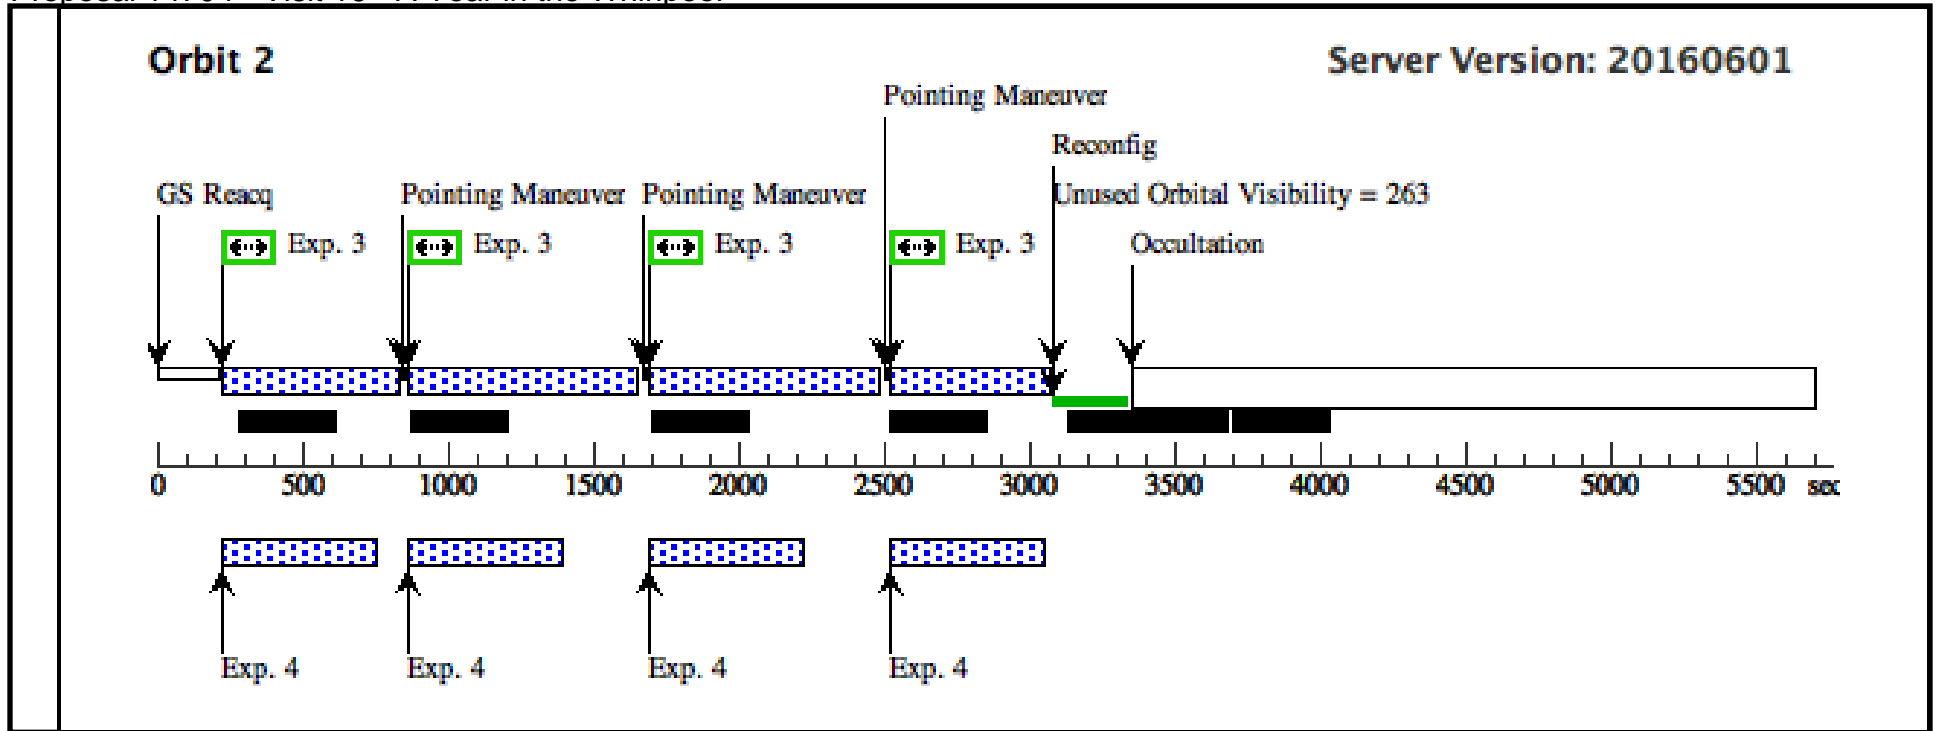 Orbit 2
Server Version: 20160601
Pointing Maneuver
Reconfig
GS Reacq
Pointing Maneuver
Pointing Maneuver
Unused Orbital Visibility = 263
Exp. 3
Exp. 3
Exp. 3
Exp. 3
Occultation
0
500
1000
1500
2000
2500
3000
3500
4000
4500
5000
5500
sec
Exp. 4
Exp. 4
Exp. 4
Exp. 4